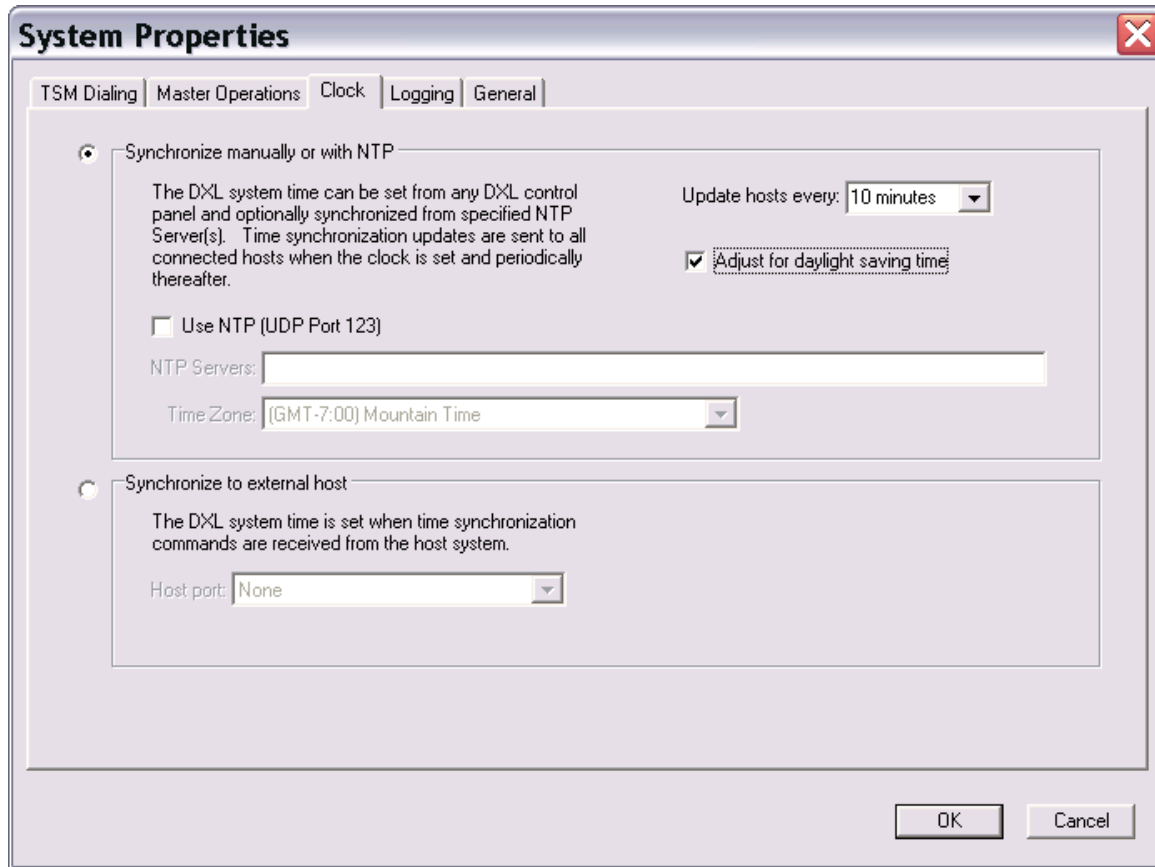 System Properties
TSM Dialing Master Operations Clock Logging General
Synchronize manually or with NTP
The DXL system time can be set from any DXL control
panel and optionally synchronized from specified NTP
Server(s). Time synchronization updates are sent to all
connected hosts when the clock is set and periodically
thereafter.
Update hosts every: 10 minutes
Adjust for daylight saving time
Use NTP (UDP Port 123)
NTP Servers:
Time Zone: (GMT-7:00) Mountain Time
Synchronize to external host
The DXL system time is set when time synchronization
commands are received from the host system.
Host port: None
OK Cancel